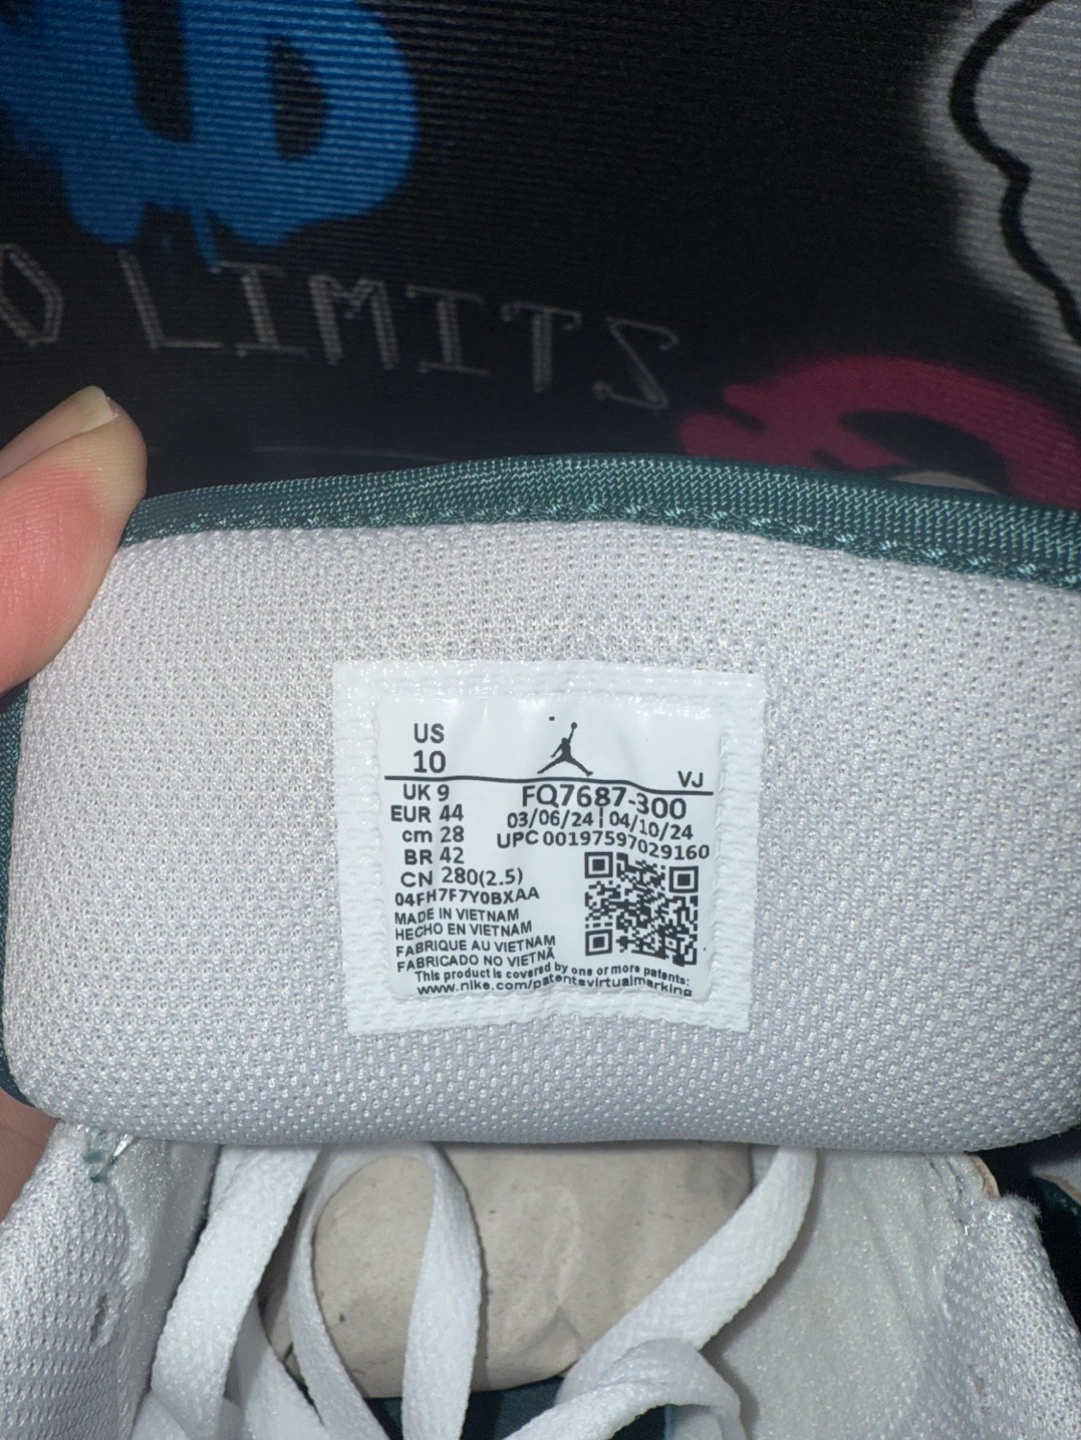 LIMITS
US
10
VJ
UK 9
FQ7687-300
EUR 44
03/06/24 | 04/10/24
cm 28
UPC 00197597029160
BR 42
CN 280(2.5)
04FH7F7Y0BXAA
MADE IN VIETNAM
HECHO EN VIETNAM
FABRIQUE AU VIETNAM
FABRICADO NO VIETNÃ
This product is covered by one or more patents:
www.nike.com/patentsvirtualmarking